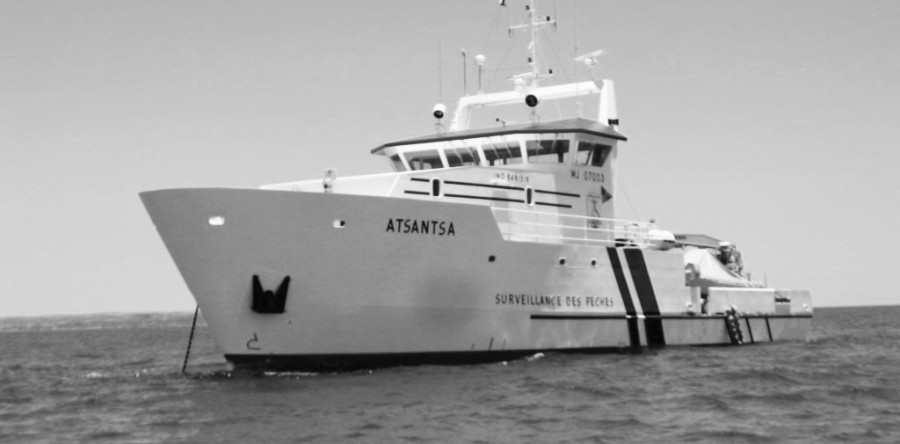 MJ 07003
ATSANTSA
SURVEILLANCE DES PECHES